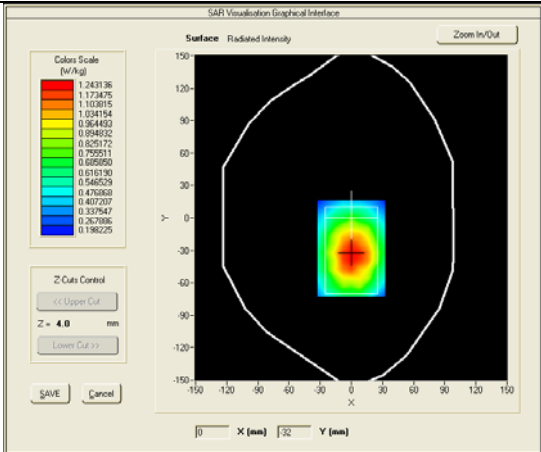 SAR Visualisation Graphical Interface
Surface Radiated Intensity
Zoom In/Out
Colors Scale
(W/kg)
1.243136
1.173475
1.103815
1.034154
0.964493
0.894832
0.825172
0.755511
0.685850
0.616190
0.546529
0.476868
0.407207
0.337547
0.267886
0.198225
Z-Cuts Control
<< Upper Cut
Z = 4.0 mm
Lower Cut >>
SAVE Cancel
150
120
90
60
30
0
-30
-60
-90
-120
-150
Y
-150 -120 -90 -60 -30 0 30 60 90 120 150
X
0 X (mm) -32 Y (mm)